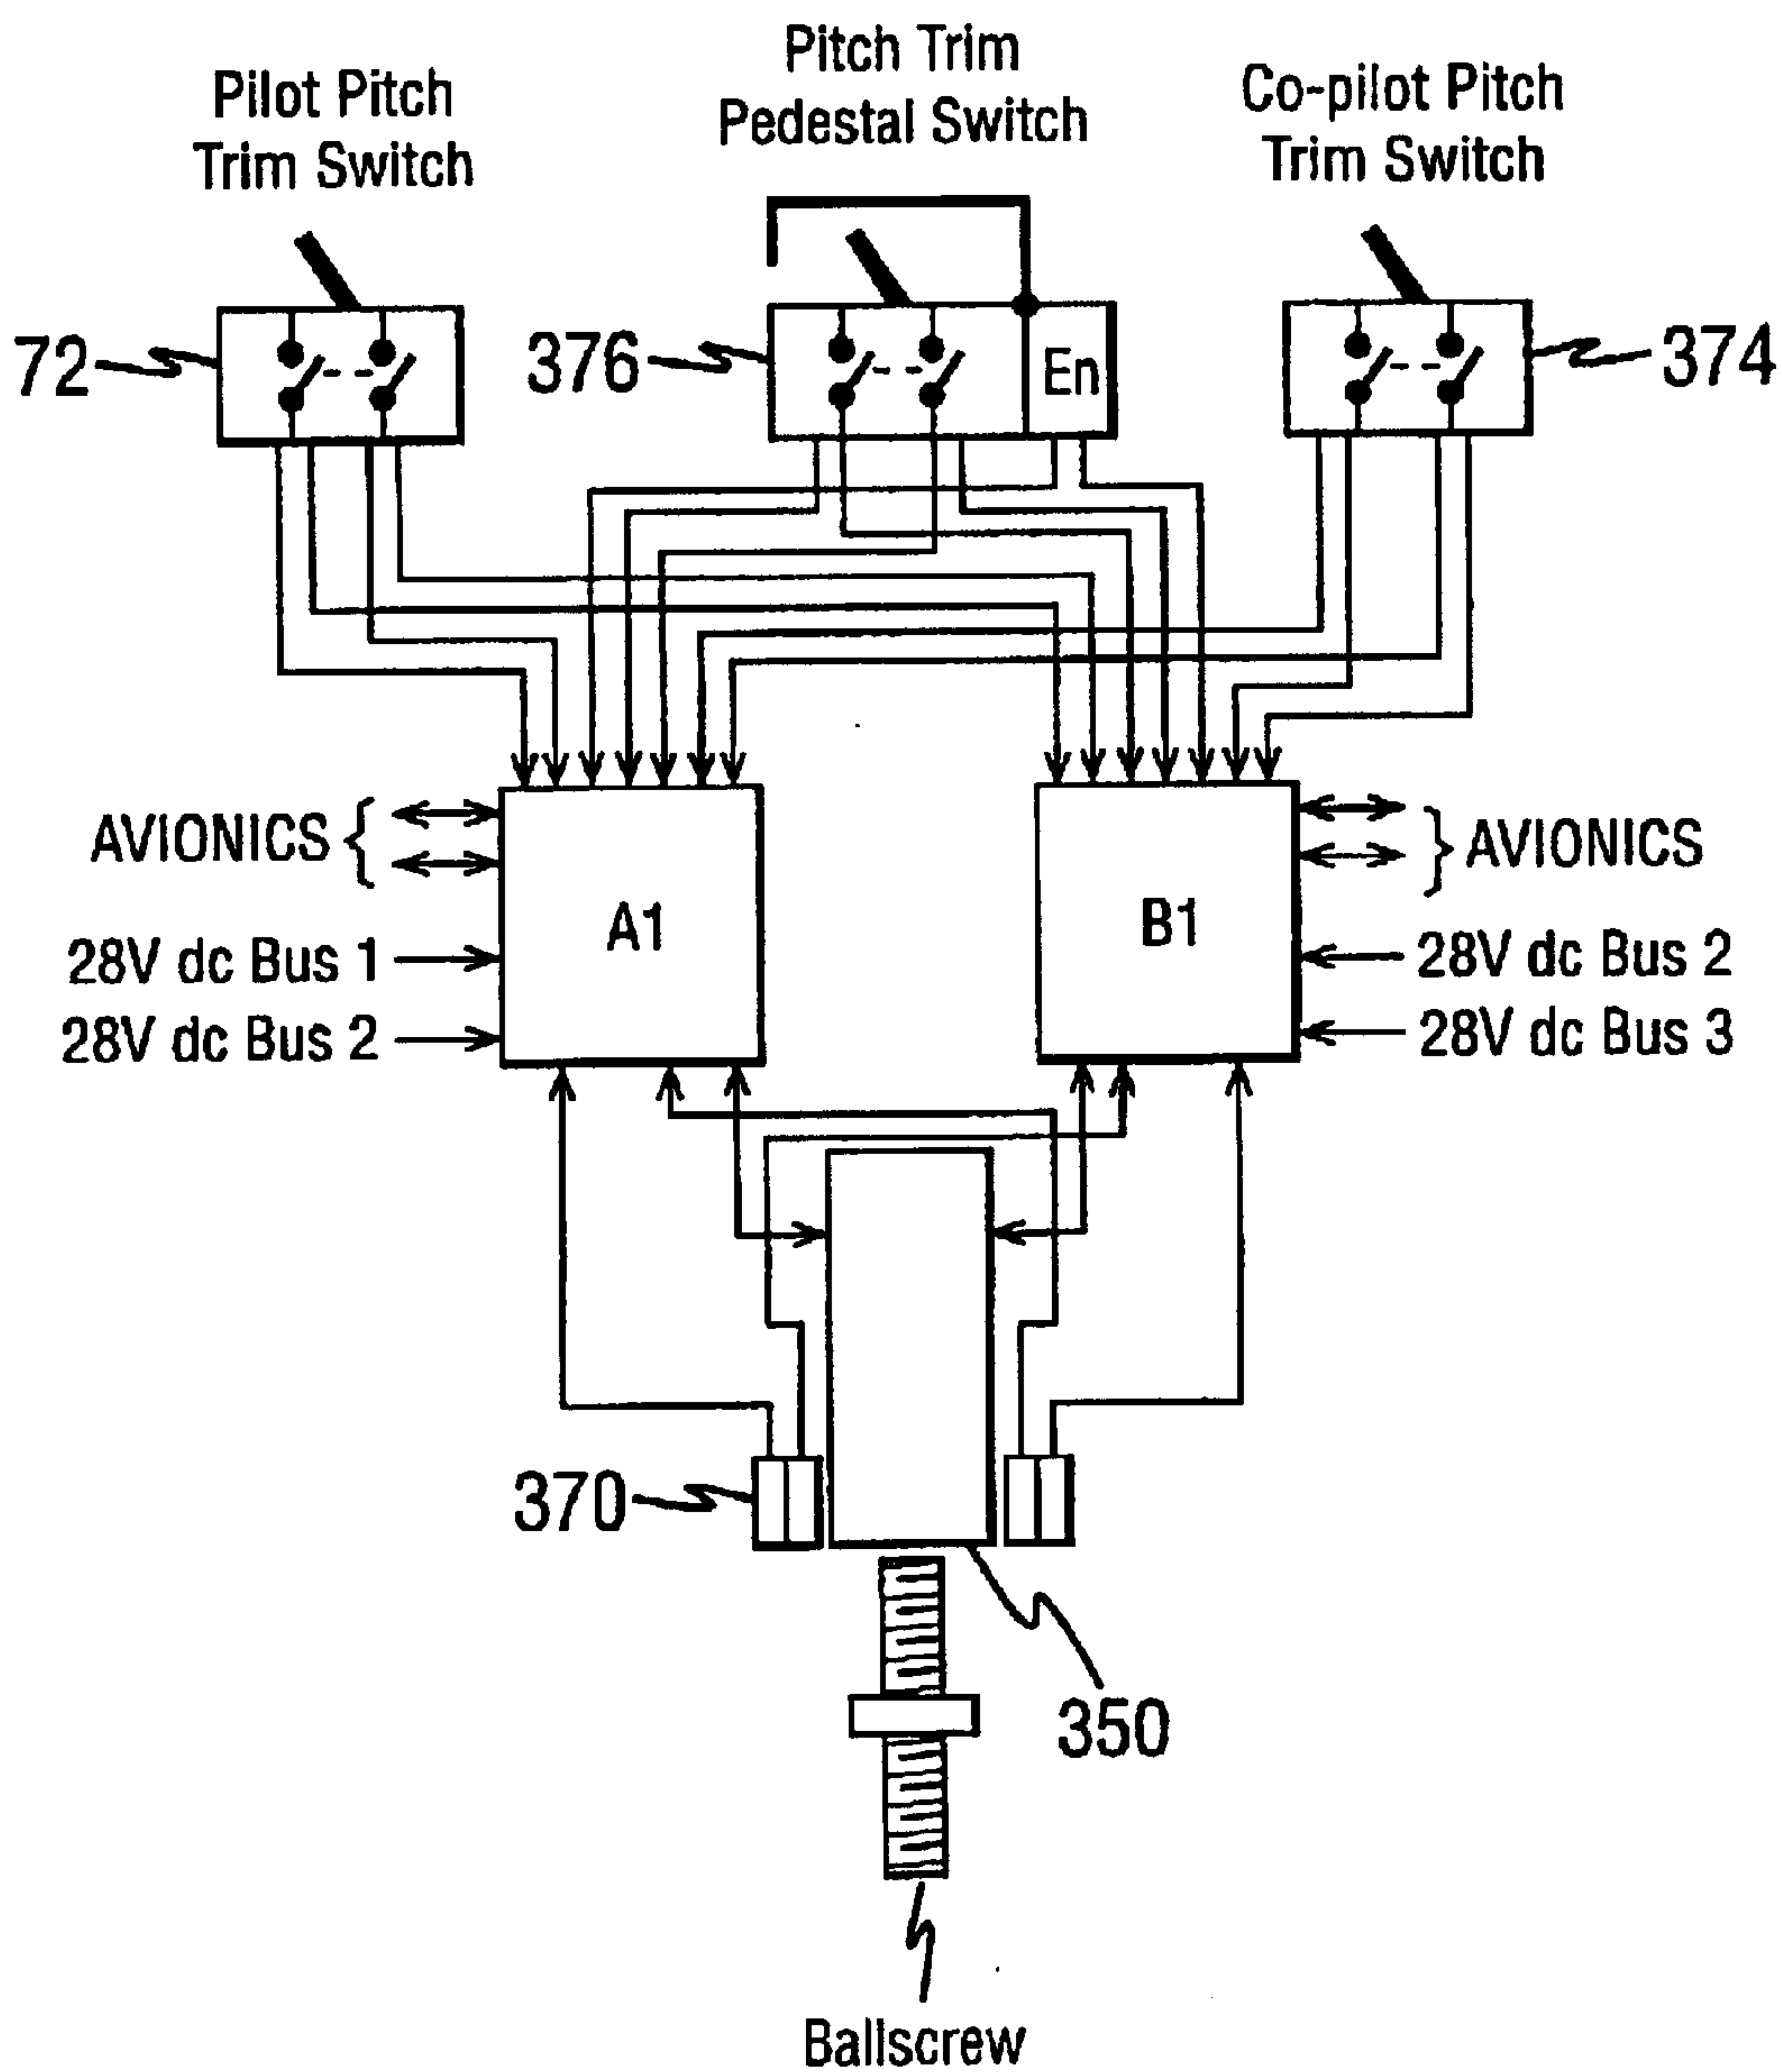 Pilot Pitch
Trim Switch
Pitch Trim
Pedestal Switch
Co-pilot Pitch
Trim Switch
72
376
En
374
AVIONICS
28V dc Bus 1
28V dc Bus 2
A1
B1
AVIONICS
28V dc Bus 2
28V dc Bus 3
370
350
Ballscrew